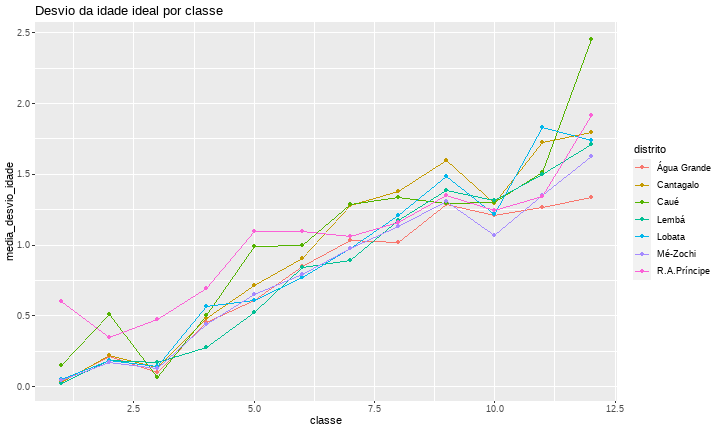 Desvio da idade ideal por classe
media_desvio_idade
2.5
2.0
1.5
1.0
0.5
0.0
2.5
5.0
7.5
10.0
12.5
classe
distrito
Água Grande
Cantagalo
Caué
Lembá
Lobata
Mé-Zochi
R.A.Príncipe